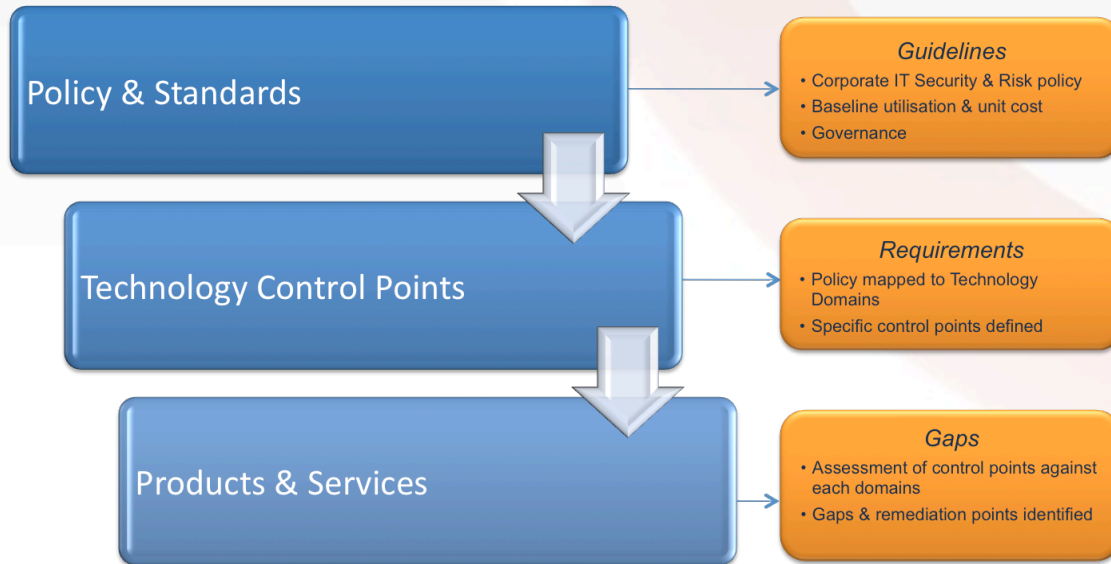 Policy & Standards
Guidelines
• Corporate IT Security & Risk policy
• Baseline utilisation & unit cost
• Governance
Technology Control Points
Requirements
• Policy mapped to Technology
Domains
• Specific control points defined
Products & Services
Gaps
• Assessment of control points against
each domains
• Gaps & remediation points identified